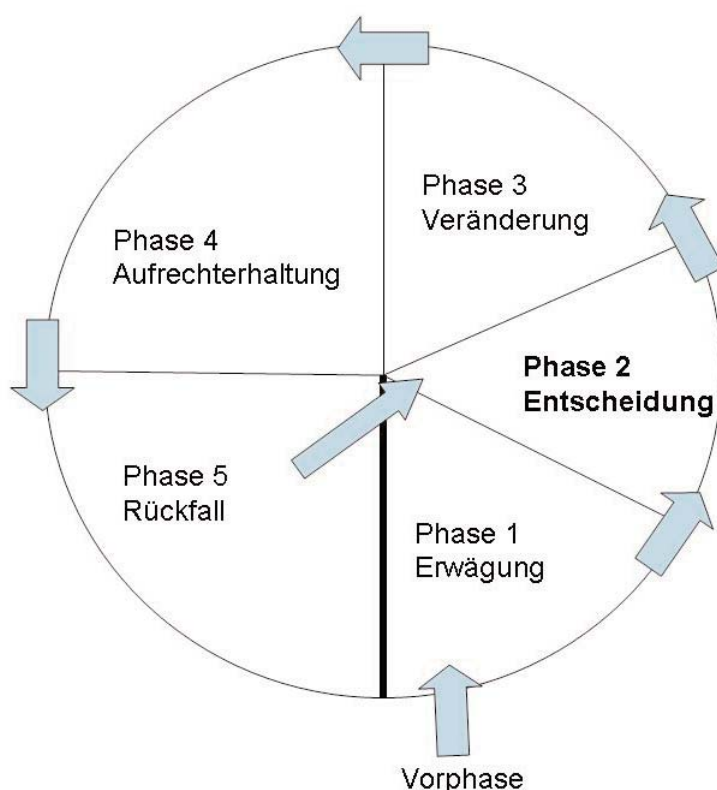 Phase 3
Veränderung
Phase 4
Aufrechterhaltung
Phase 2
Entscheidung
Phase 5
Rückfall
Phase 1
Erwägung
Vorphase